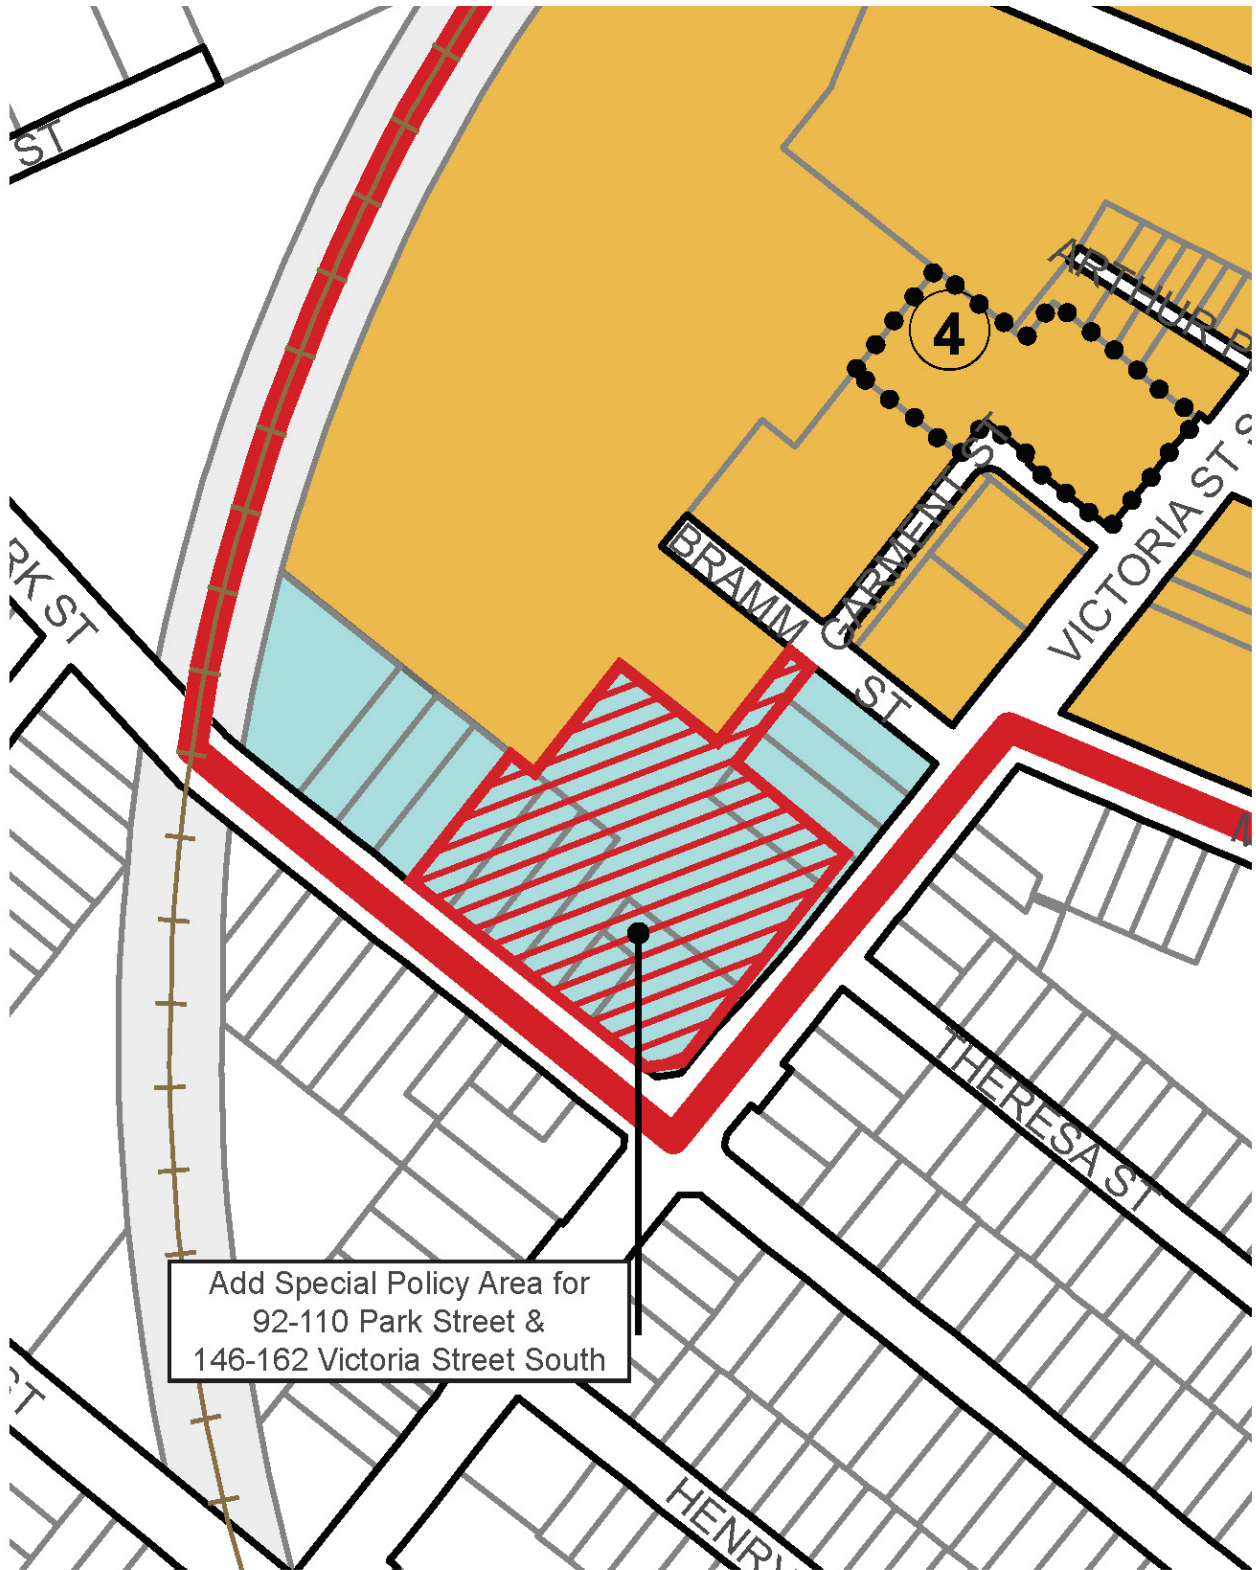 ST
ARTHUR P
4
VICTORIA ST S
GARMENT ST
BRAMM ST
RK ST
M
THERESA ST
Add Special Policy Area for
92-110 Park Street &
146-162 Victoria Street South
ST
HENRY